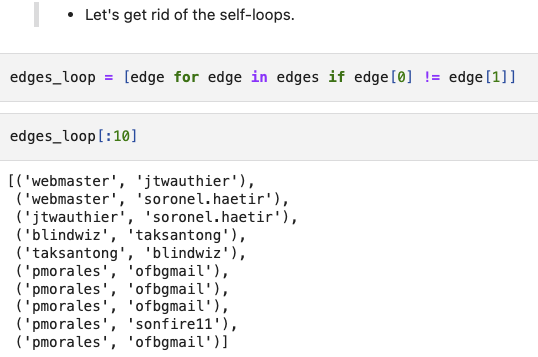 • Let's get rid of the self-loops.
edges_loop = [edge for edge in edges if edge[0] != edge[1]]
edges_loop[:10]
[('webmaster', 'jtwauthier'),
('webmaster', 'soronel.haetir'),
('jtwauthier', 'soronel.haetir'),
('blindwiz', 'taksantong'),
('taksantong', 'blindwiz'),
('pmorales', 'ofbgmail'),
('pmorales', 'ofbgmail'),
('pmorales', 'ofbgmail'),
('pmorales', 'sonfire11'),
('pmorales', 'ofbgmail')]